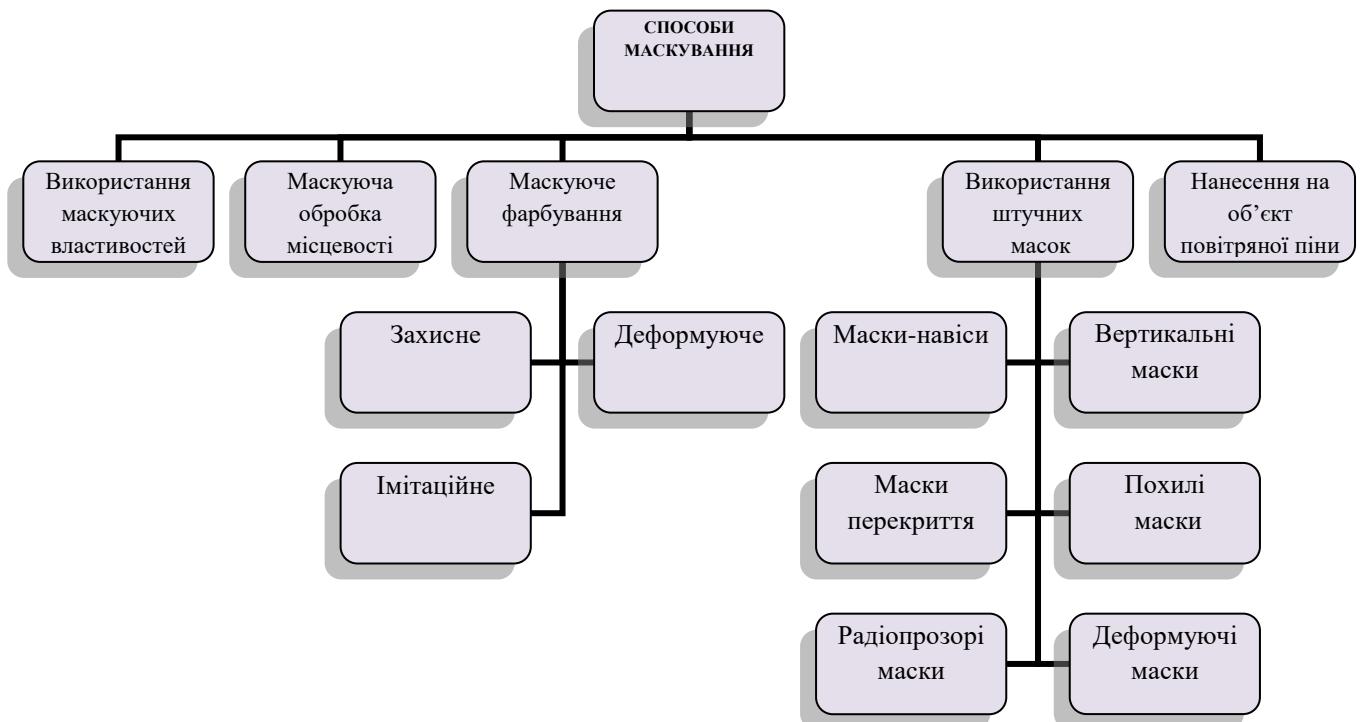 СПОСОБИ
МАСКУВАННЯ
Використання
маскуючих
властивостей
Маскуюча
обробка
місцевості
Маскуюче
фарбування
Використання
штучних
масок
Нанесення на
об’єкт
повітряної піни
Захисне
Деформуюче
Маски-навіси
Вертикальні
маски
Імітаційне
Маски
перекриття
Похилі
маски
Радіопрозорі
маски
Деформуючі
маски